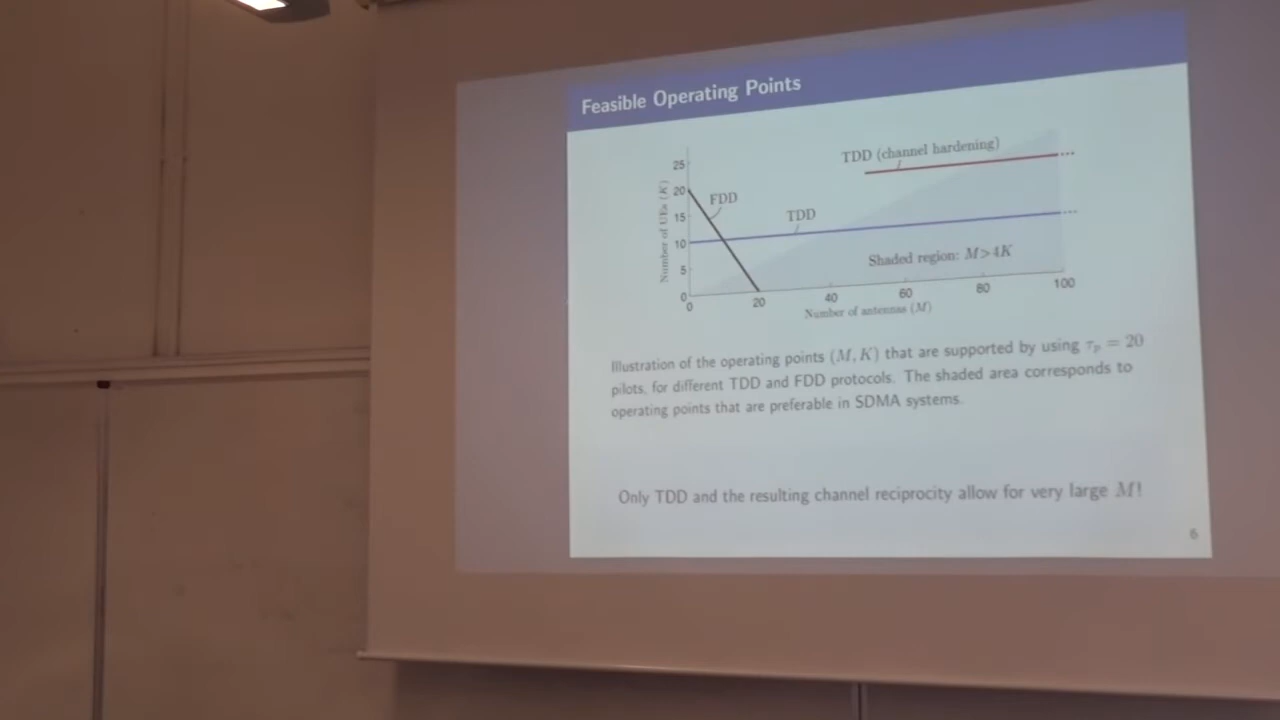 Feasible Operating Points
TDD (channel hardening)
FDD
TDD
Shaded region: M>4K
Number of UEs (K)
25
20
15
10
5
0
0 20 40 60 80 100
Number of antennas (M)
Illustration of the operating points (M, K) that are supported by using τp = 20
pilots, for different TDD and FDD protocols. The shaded area corresponds to
operating points that are preferable in SDMA systems.
Only TDD and the resulting channel reciprocity allow for very large M!
6